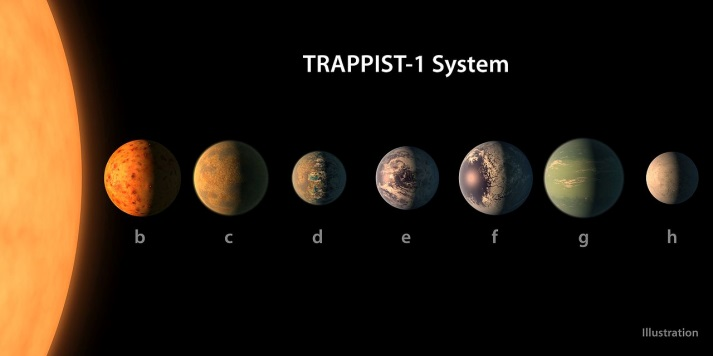 TRAPPIST-1 System
b c d e f g h
Illustration